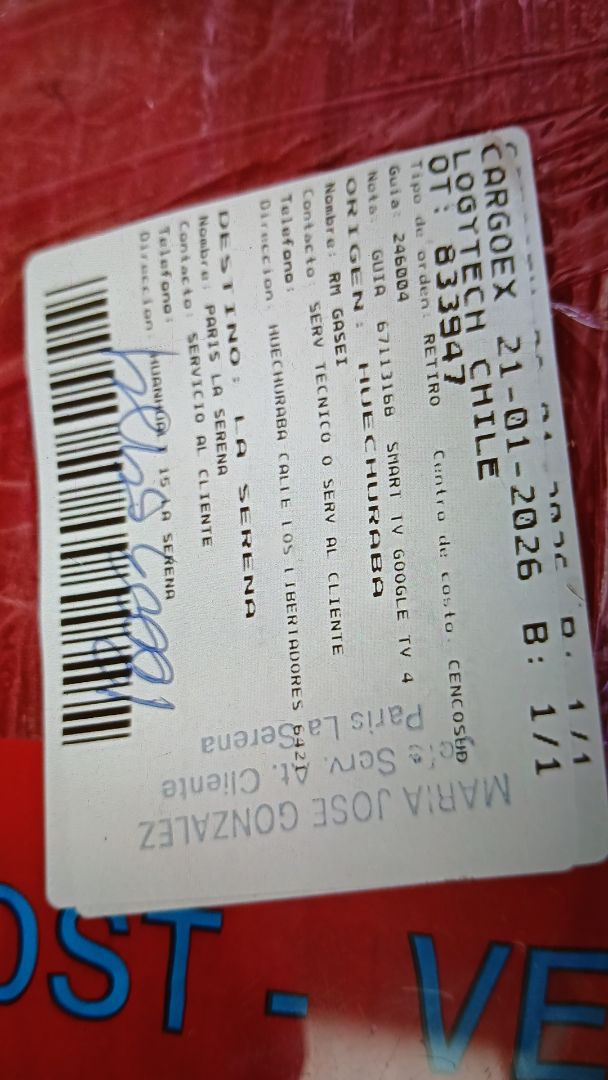 CARGOEX 21-01-2026 B: 1/1
LOGYTECH CHILE
OT: 833947
Tipo de orden: RETIRO Centro de costo: CENCOSUD
Guia: 246004
Nota: GUIA 67113168 SMART TV GOOGLE TV 4
ORIGEN: HUECHURABA
Nombre: RM GASEI
Contacto: SERV TECNICO O SERV AL CLIENTE
Telefono:
Direccion: HUECHURABA CALLE LOS LIBERTADORES 6421
DESTINO: LA SERENA
Nombre: PARIS LA SERENA
Contacto: SERVICIO AL CLIENTE
Telefono:
Direccion: 15 LA SERENA
MARIA JOSE GONZALEZ
Serv. At. Cliente
Paris La Serena
OST - VE